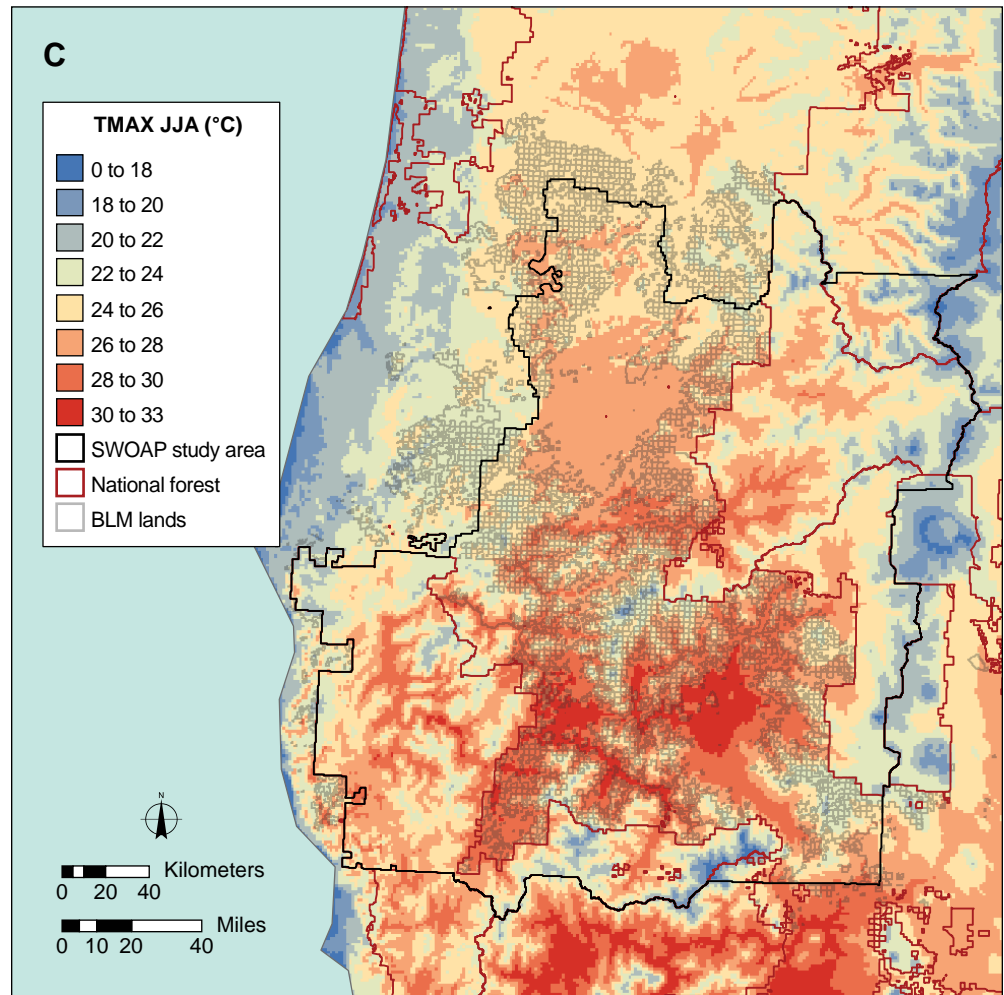 C
TMAX JJA (°C)
0 to 18
18 to 20
20 to 22
22 to 24
24 to 26
26 to 28
28 to 30
30 to 33
SWOAP study area
National forest
BLM lands
N
Kilometers
0 20 40
Miles
0 10 20 40